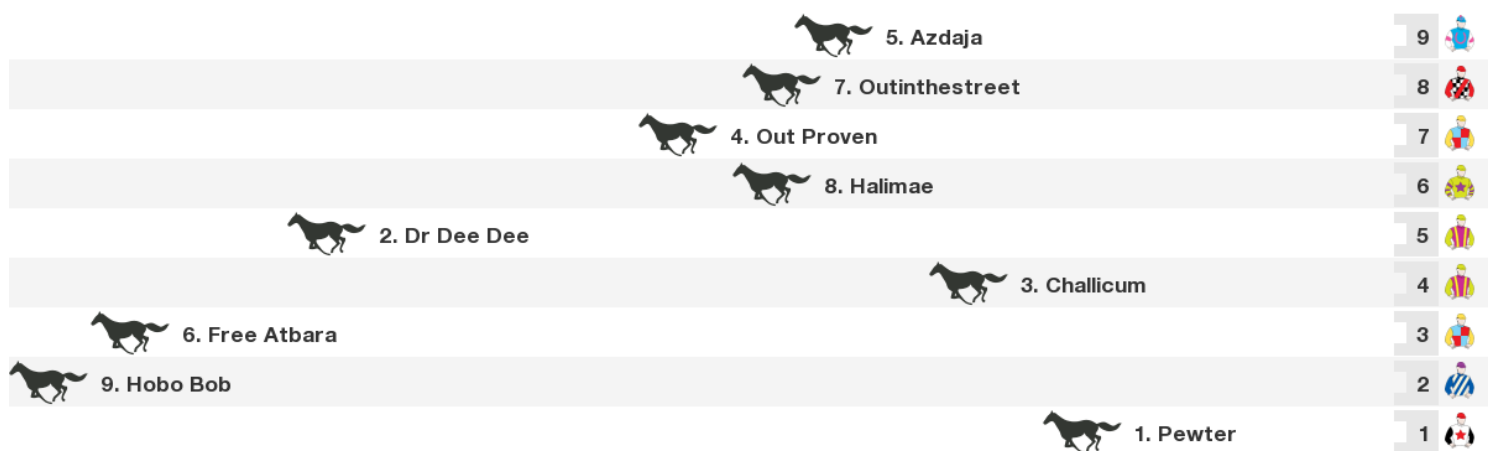 5. Azdaja 9
7. Outinthestreet 8
4. Out Proven 7
8. Halimae 6
2. Dr Dee Dee 5
3. Challicum 4
6. Free Atbara 3
9. Hobo Bob 2
1. Pewter 1